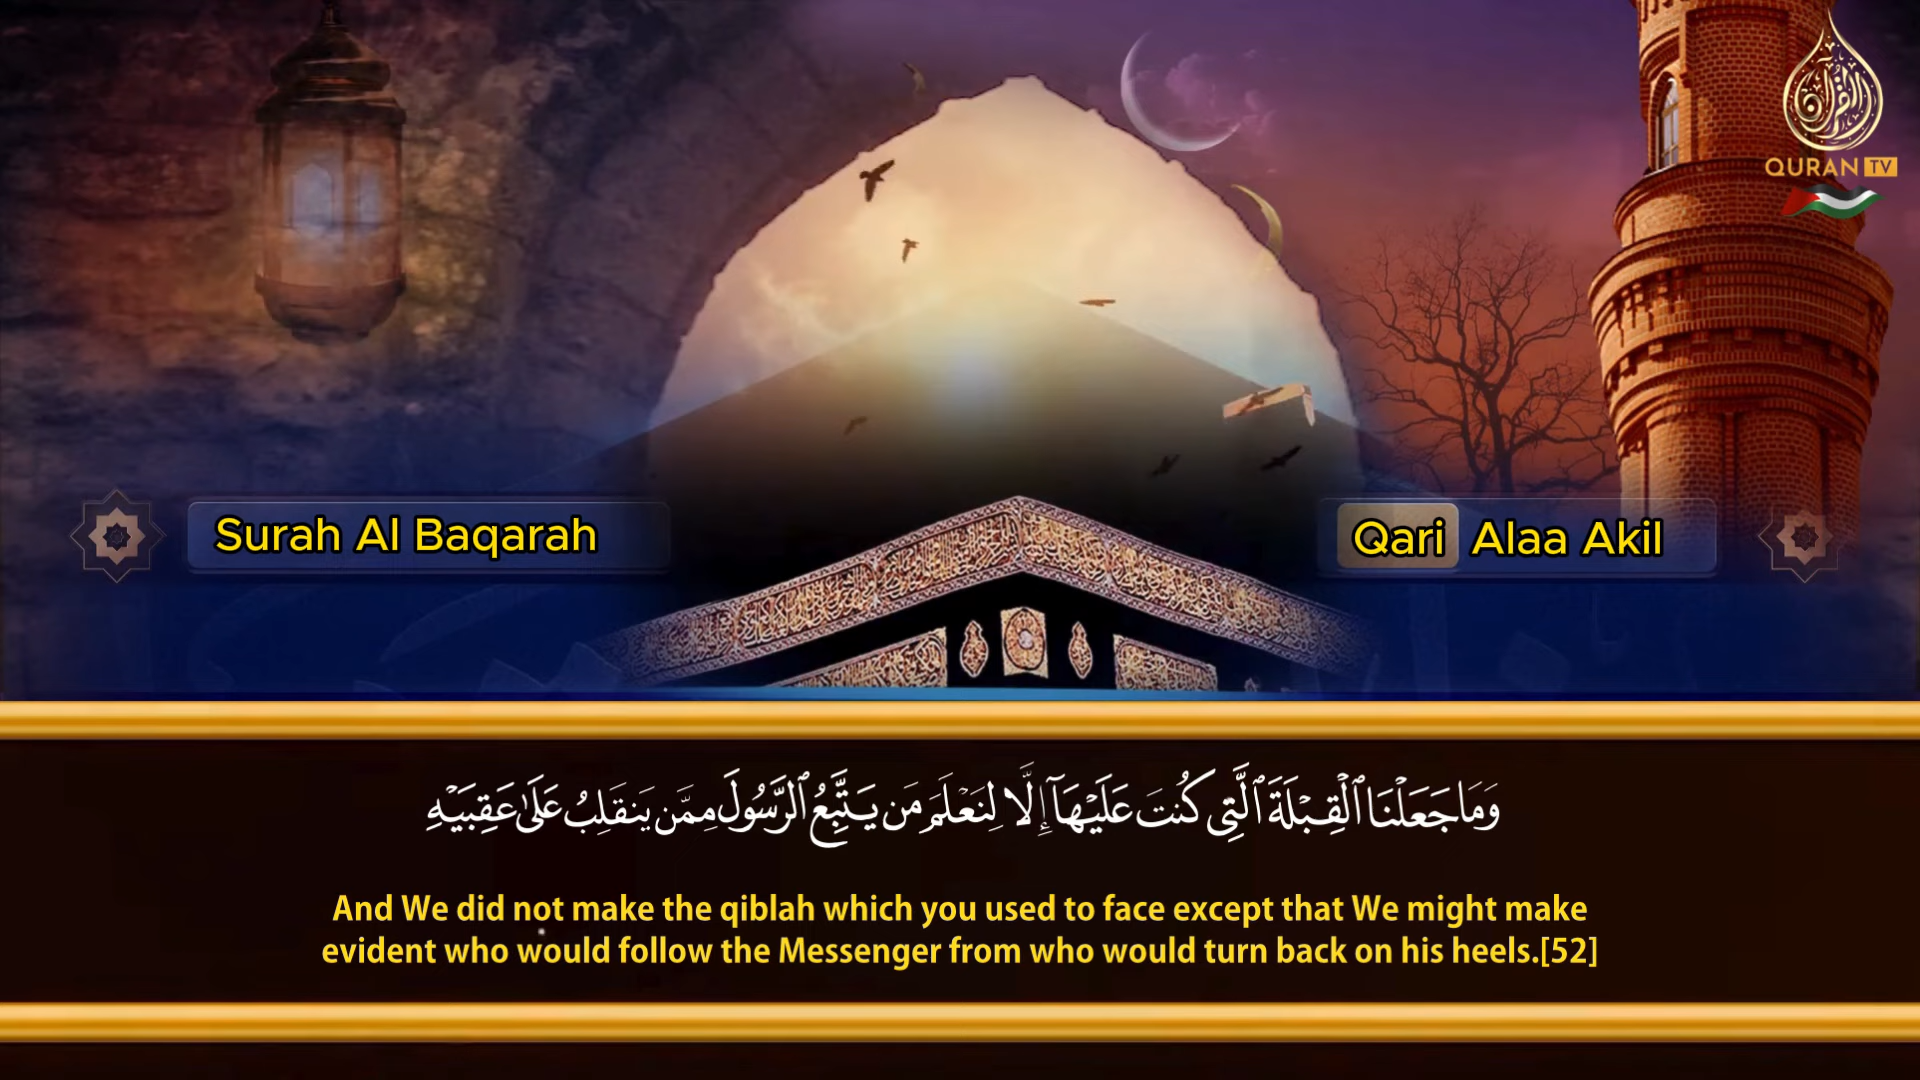 القرآن
QURAN TV
Surah Al Baqarah
Qari Alaa Akil
وَمَا جَعَلْنَا ٱلْقِبْلَةَ ٱلَّتِى كُنتَ عَلَيْهَآ إِلَّا لِنَعْلَمَ مَن يَتَّبِعُ ٱلرَّسُولَ مِمَّن يَنقَلِبُ عَلَىٰ عَقِبَيْهِ
And We did not make the qiblah which you used to face except that We might make
evident who would follow the Messenger from who would turn back on his heels.[52]